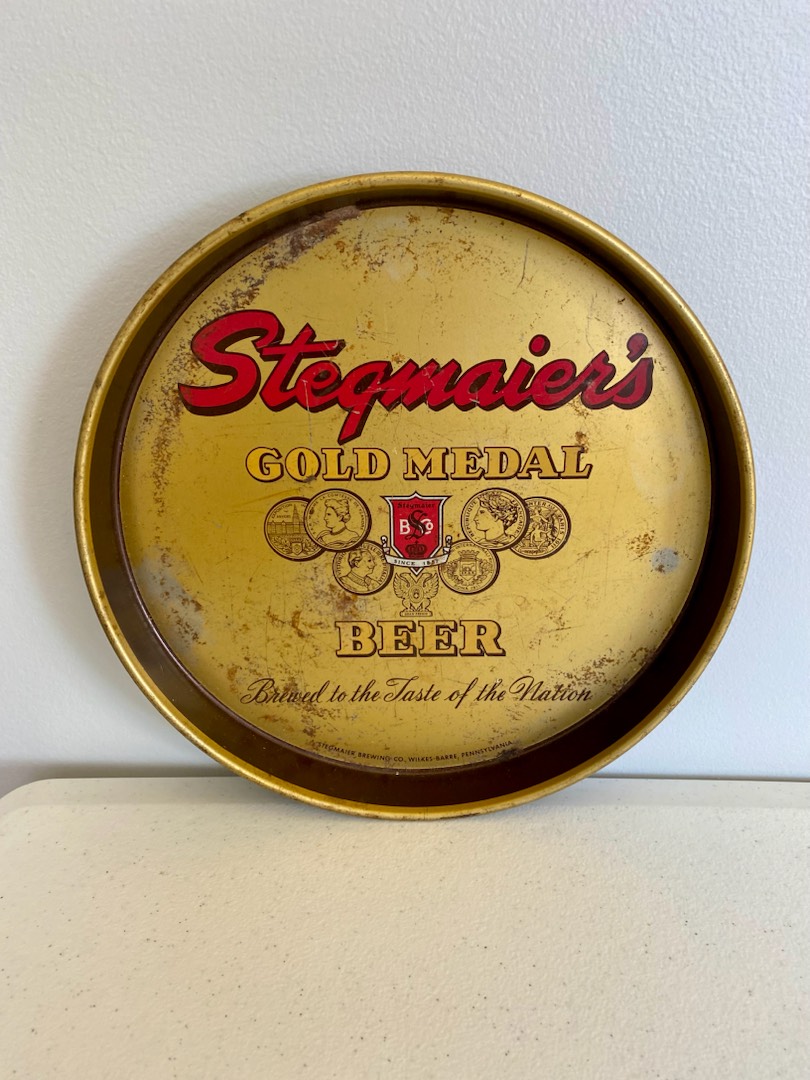 Stegmaier's
GOLD MEDAL
Stegmaier
B S Co
SINCE 1857
BEER
Brewed to the Taste of the Nation
STEGMAIER BREWING CO., WILKES-BARRE, PENNSYLVANIA